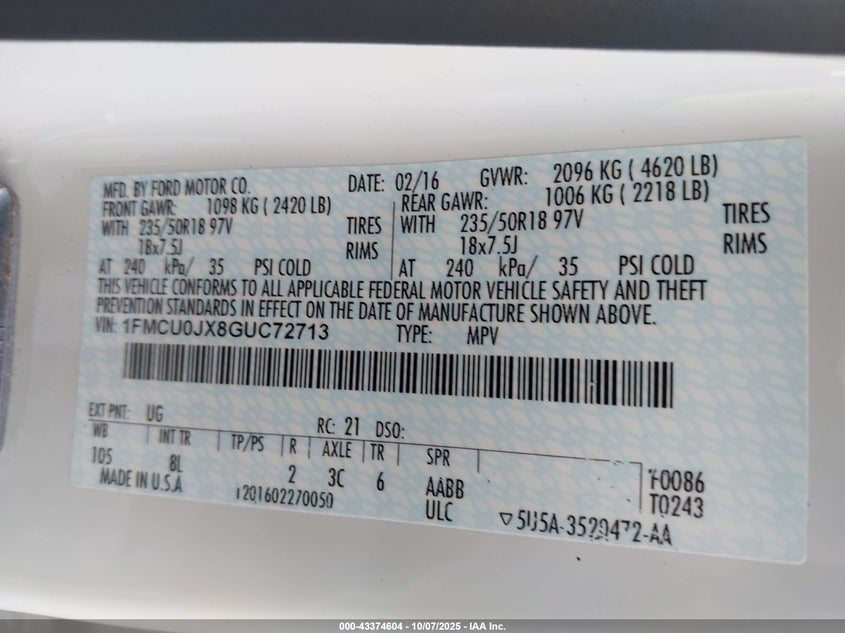 MFD. BY FORD MOTOR CO. DATE: 02/16 GVWR: 2096 KG ( 4620 LB)
FRONT GAWR: 1098 KG ( 2420 LB) REAR GAWR: 1006 KG ( 2218 LB)
WITH 235/50R18 97V TIRES WITH 235/50R18 97V TIRES
18x7.5J RIMS 18x7.5J RIMS
AT 240 kPa/ 35 PSI COLD AT 240 kPa/ 35 PSI COLD
THIS VEHICLE CONFORMS TO ALL APPLICABLE FEDERAL MOTOR VEHICLE SAFETY AND THEFT
PREVENTION STANDARDS IN EFFECT ON THE DATE OF MANUFACTURE SHOWN ABOVE.
VIN: 1FMCU0JX8GUC72713 TYPE: MPV
EXT PNT: UG RC: 21 DSO:
WB INT TR TP/PS R AXLE TR SPR
105 8L 2 3C 6 AABB F0086
MADE IN U.S.A ULC T0243
▽5U5A-3520472-AA
000-43374604 | 10/07/2025 - IAA Inc.